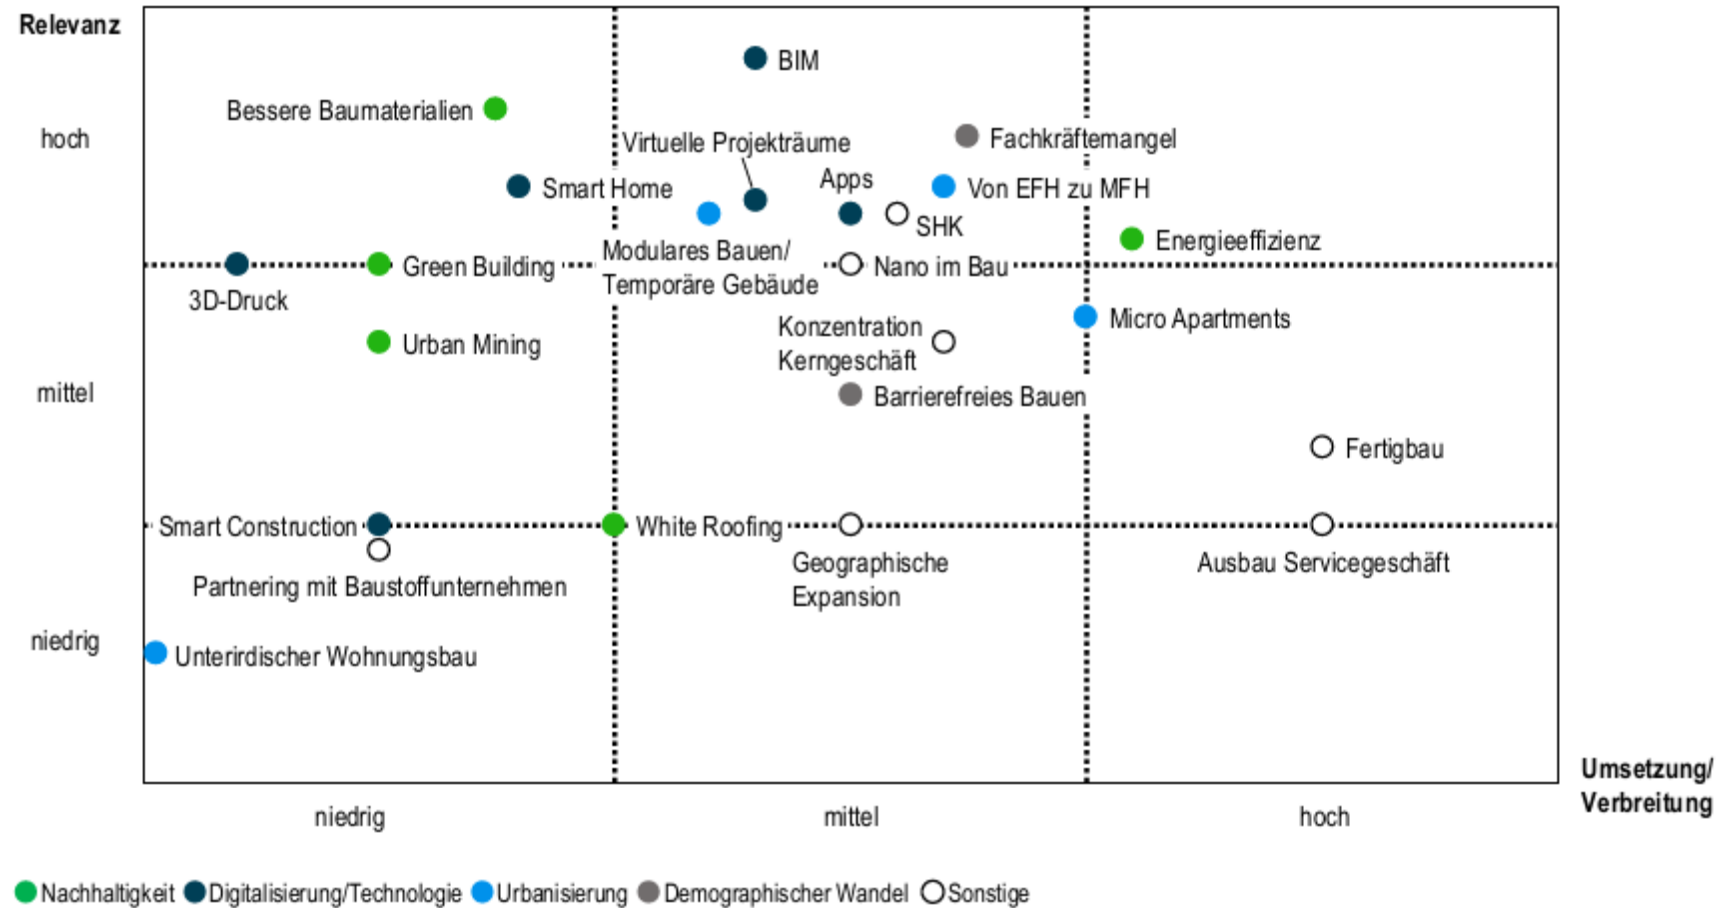 Relevanz
BIM
Bessere Baumaterialien
hoch
Fachkräftemangel
Virtuelle Projekträume
Apps
Smart Home
Von EFH zu MFH
SHK
Energieeffizienz
Modulares Bauen/
Temporäre Gebäude
Green Building
Nano im Bau
3D-Druck
Micro Apartments
Konzentration
Kerngeschäft
Urban Mining
mittel
Barrierefreies Bauen
Fertigbau
Smart Construction
White Roofing
Geographische
Expansion
Ausbau Servicegeschäft
Partnering mit Baustoffunternehmen
niedrig
Unterirdischer Wohnungsbau
Umsetzung/
Verbreitung
niedrig
mittel
hoch
Nachhaltigkeit Digitalisierung/Technologie Urbanisierung Demographischer Wandel Sonstige